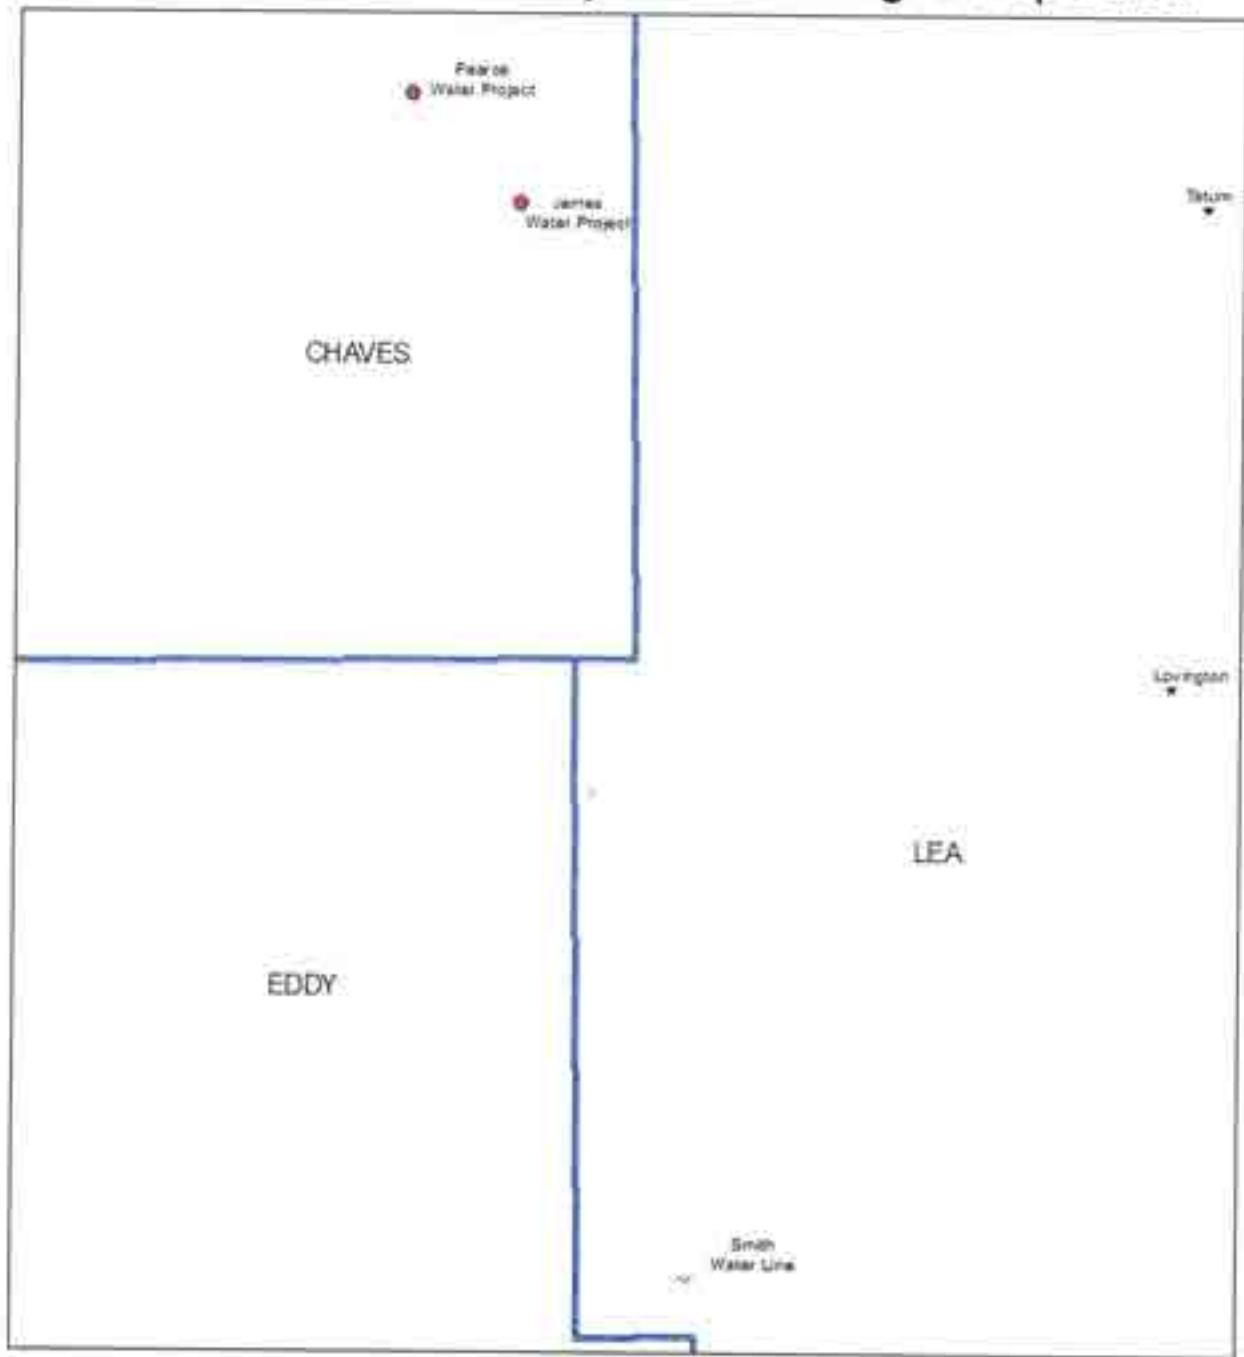 Pearce
Water Project
James
Water Project
Tatum
CHAVES
Lovington
LEA
EDDY
Smith
Water Line